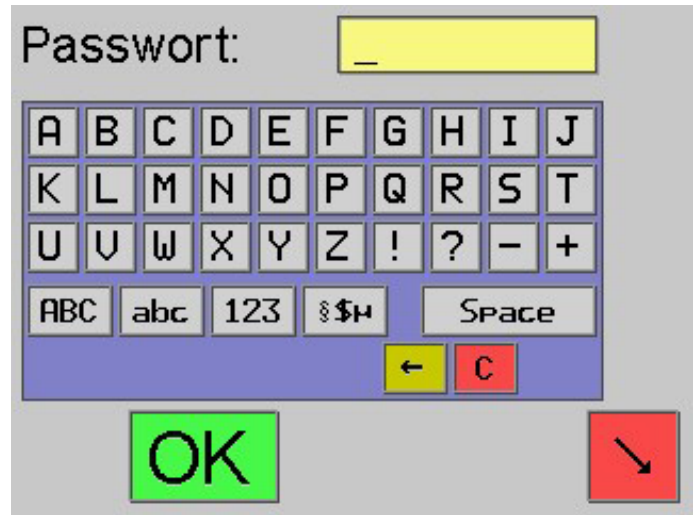 Passwort: _
A B C D E F G H I J
K L M N O P Q R S T
U V W X Y Z ! ? - +
ABC abc 123 §$µ Space
← C
OK ↘